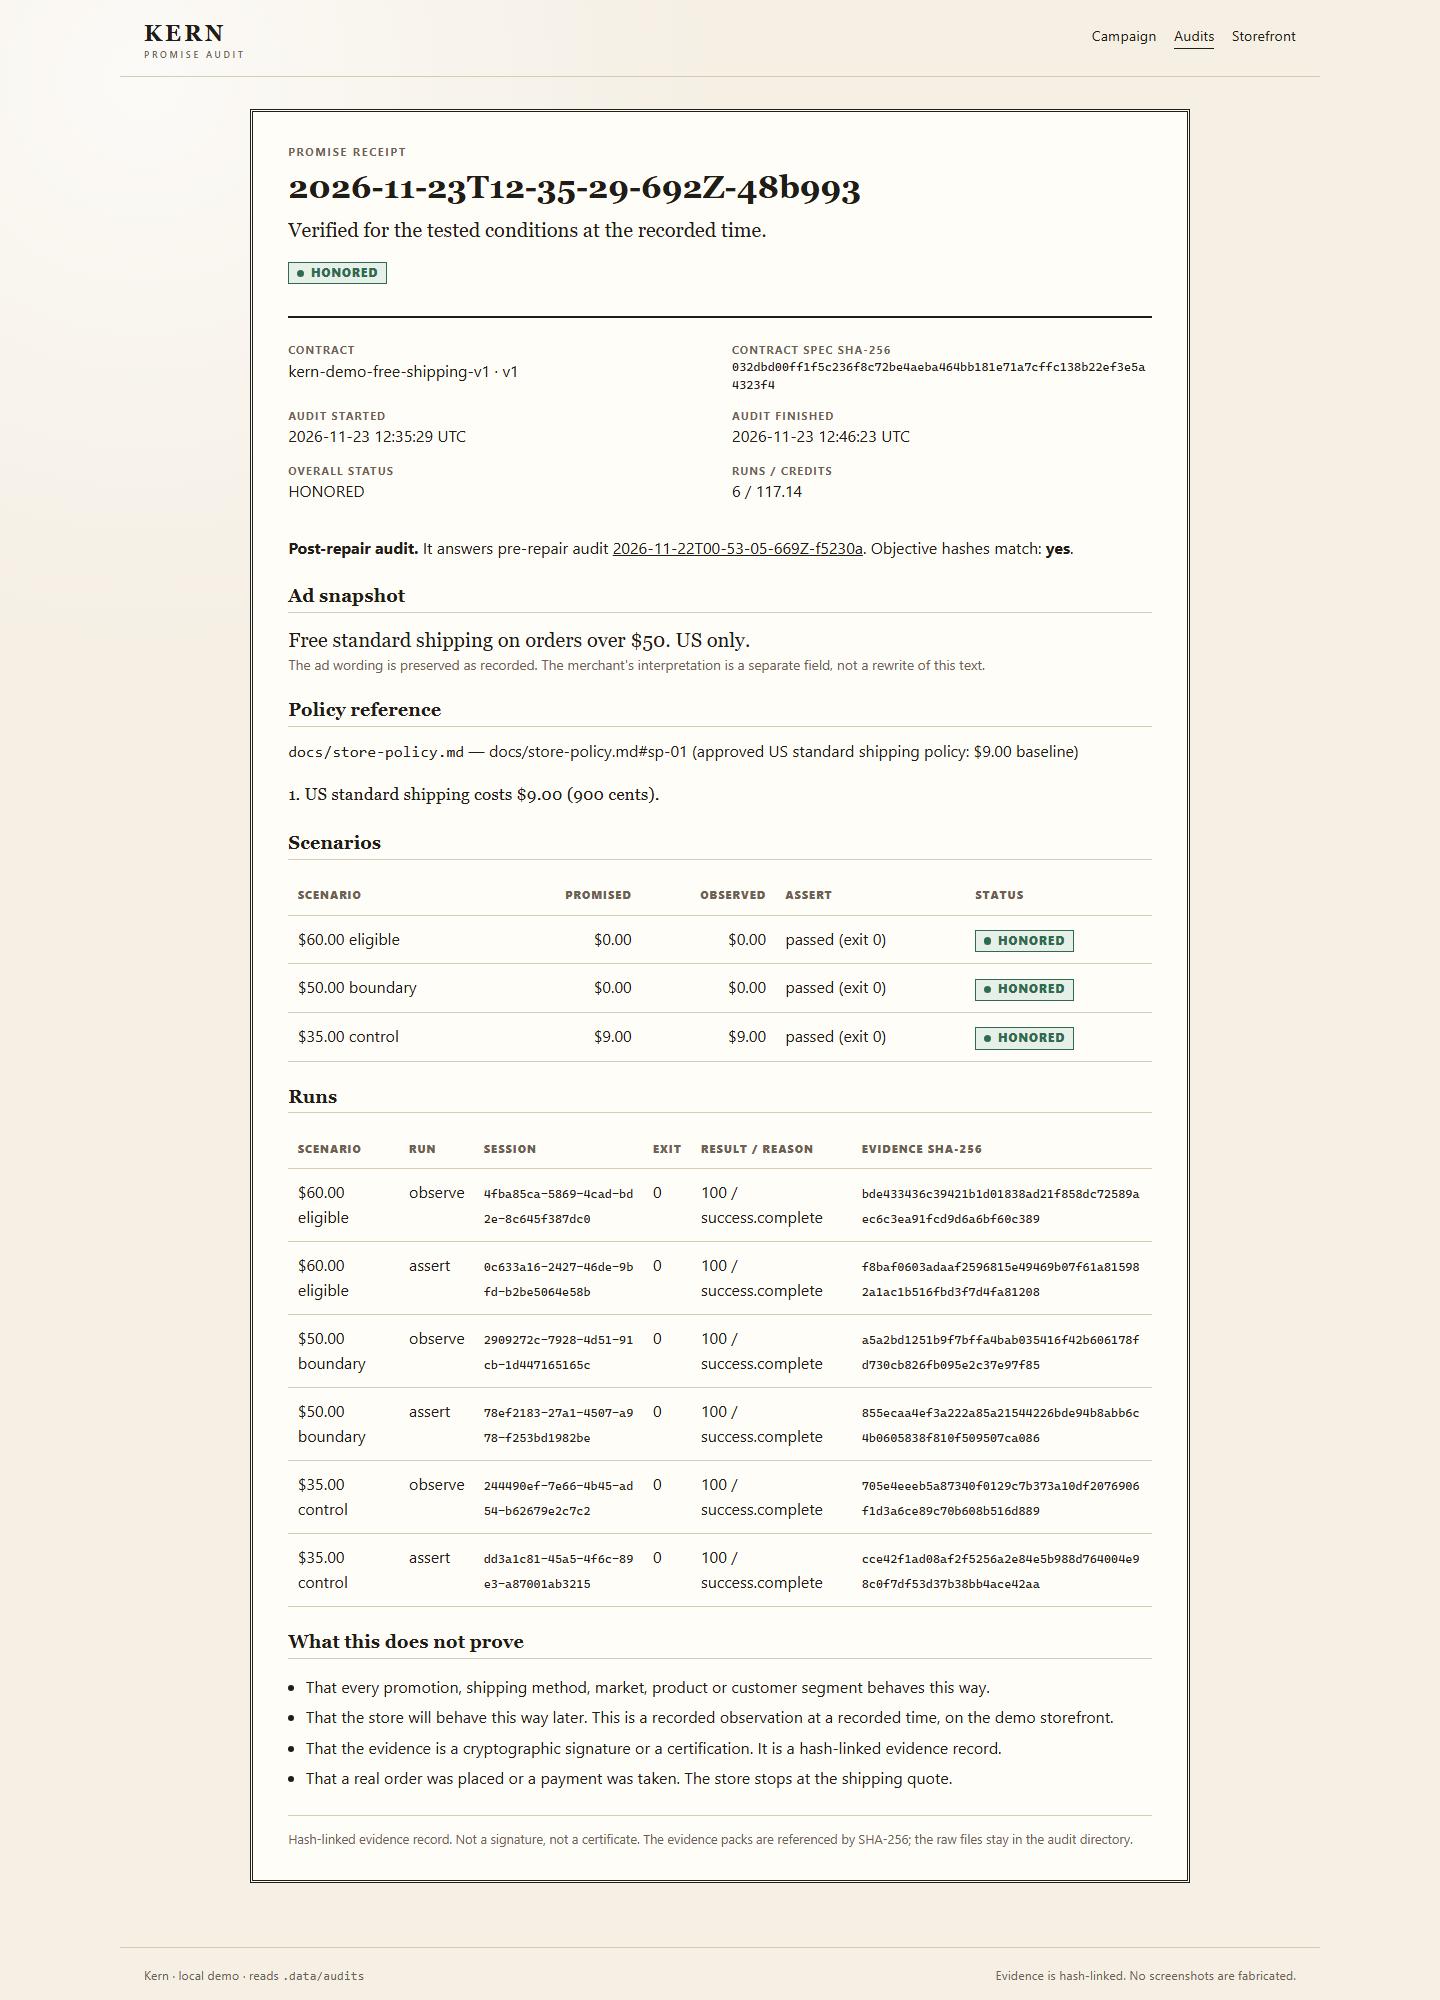 KERN
PROMISE AUDIT
Campaign Audits Storefront
PROMISE RECEIPT
2026-11-23T12-35-29-692Z-48b993
Verified for the tested conditions at the recorded time.
HONORED
CONTRACT
kern-demo-free-shipping-v1 · v1
CONTRACT SPEC SHA-256
032dbd00ff1f5c236f8c72be4aeba464bb181e71a7cffc138b22ef3e5a
4323f4
AUDIT STARTED
2026-11-23 12:35:29 UTC
AUDIT FINISHED
2026-11-23 12:46:23 UTC
OVERALL STATUS
HONORED
RUNS / CREDITS
6 / 117.14
Post-repair audit. It answers pre-repair audit 2026-11-22T00-53-05-669Z-f5230a. Objective hashes match: yes.
Ad snapshot
Free standard shipping on orders over $50. US only.
The ad wording is preserved as recorded. The merchant's interpretation is a separate field, not a rewrite of this text.
Policy reference
docs/store-policy.md — docs/store-policy.md#sp-01 (approved US standard shipping policy: $9.00 baseline)
1. US standard shipping costs $9.00 (900 cents).
Scenarios
SCENARIO PROMISED OBSERVED ASSERT STATUS
$60.00 eligible $0.00 $0.00 passed (exit 0) HONORED
$50.00 boundary $0.00 $0.00 passed (exit 0) HONORED
$35.00 control $9.00 $9.00 passed (exit 0) HONORED
Runs
SCENARIO RUN SESSION EXIT RESULT / REASON EVIDENCE SHA-256
$60.00 observe 4fba85ca-5869-4cad-bd 0 100 / bde433436c39421b1d01838ad21f858dc72589a
eligible 2e-8c645f387dc0 success.complete ec6c3ea91fcd9d6a6bf60c389
$60.00 assert 0c633a16-2427-46de-9b 0 100 / f8baf0603adaaf2596815e49469b07f61a81598
eligible fd-b2be5064e58b success.complete 2a1ac1b516fbd3f7d4fa81208
$50.00 observe 2909272c-7928-4d51-91 0 100 / a5a2bd1251b9f7bffa4bab035416f42b606178f
boundary cb-1d447165165c success.complete d730cb826fb095e2c37e97f85
$50.00 assert 78ef2183-27a1-4507-a9 0 100 / 855ecaa4ef3a222a85a21544226bde94b8abb6c
boundary 78-f253bd1982be success.complete 4b0605838f810f509507ca086
$35.00 observe 244490ef-7e66-4b45-ad 0 100 / 705e4eeeb5a87340f0129c7b373a10df2076906
control 54-b62679e2c7c2 success.complete f1d3a6ce89c70b608b516d889
$35.00 assert dd3a1c81-45a5-4f6c-89 0 100 / cce42f1ad08af2f5256a2e84e5b988d764004e9
control e3-a87001ab3215 success.complete 8c0f7df53d37b38bb4ace42aa
What this does not prove
• That every promotion, shipping method, market, product or customer segment behaves this way.
• That the store will behave this way later. This is a recorded observation at a recorded time, on the demo storefront.
• That the evidence is a cryptographic signature or a certification. It is a hash-linked evidence record.
• That a real order was placed or a payment was taken. The store stops at the shipping quote.
Hash-linked evidence record. Not a signature, not a certificate. The evidence packs are referenced by SHA-256; the raw files stay in the audit directory.
Kern · local demo · reads .data/audits
Evidence is hash-linked. No screenshots are fabricated.